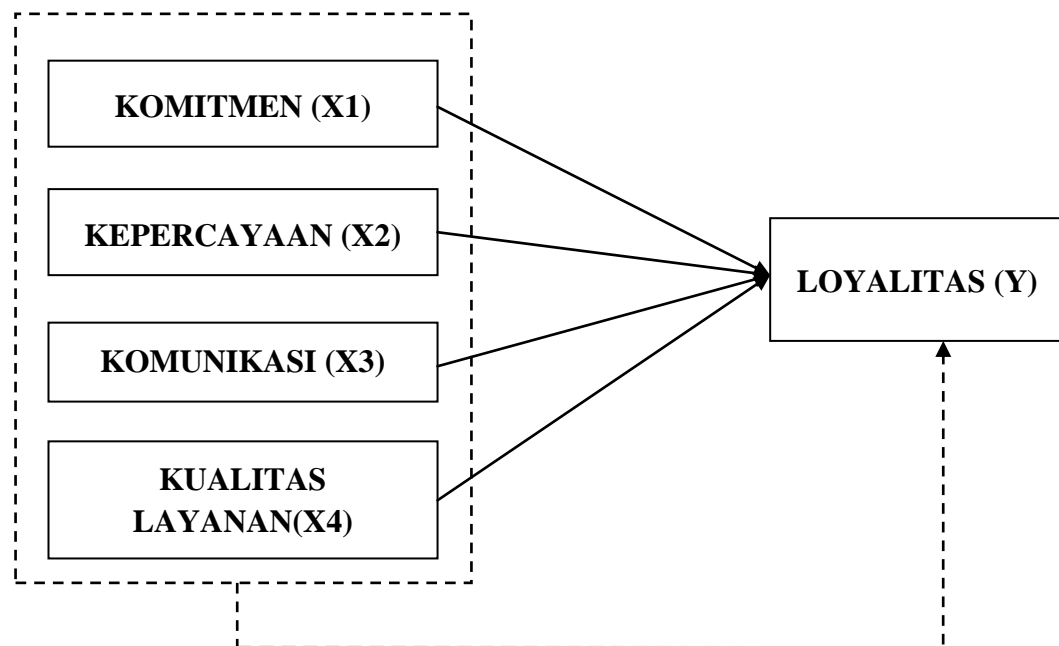 KOMITMEN (X1)
KEPERCAYAAN (X2)
LOYALITAS (Y)
KOMUNIKASI (X3)
KUALITAS
LAYANAN(X4)